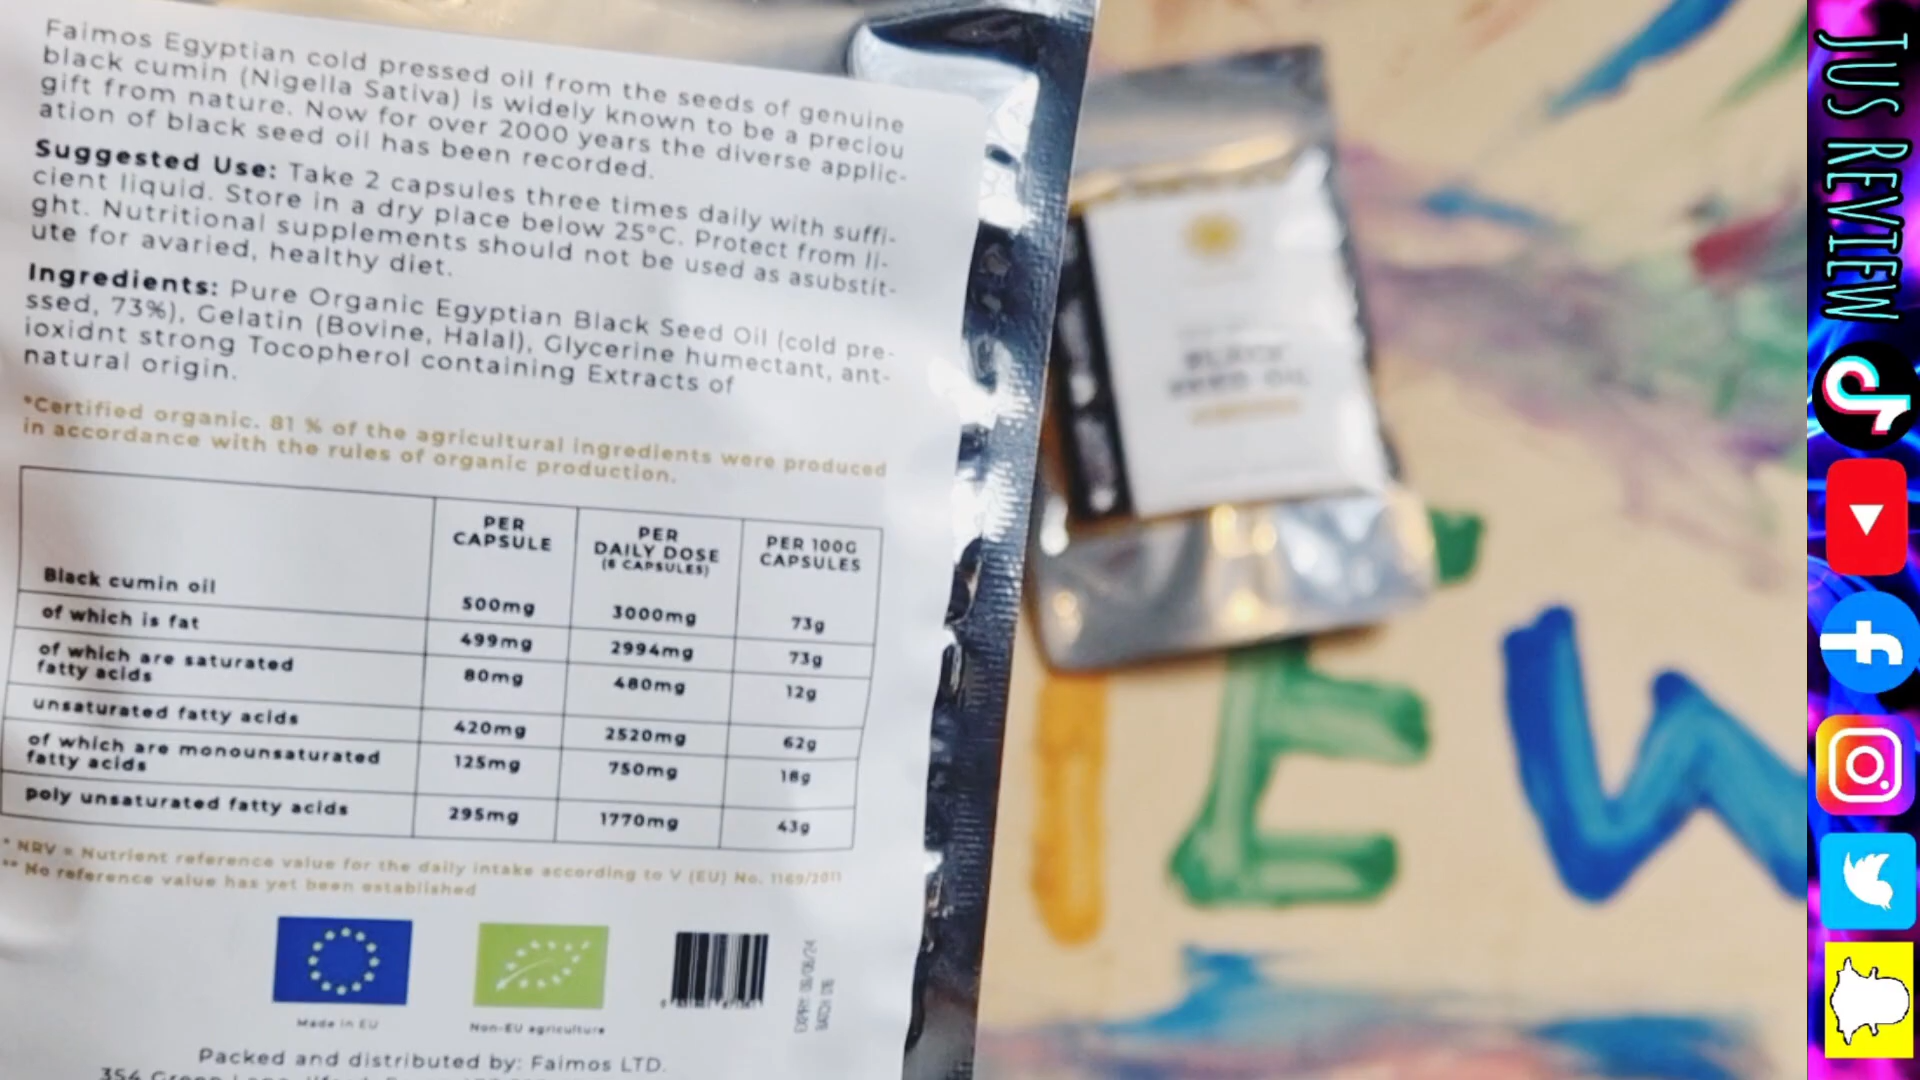 Faimos Egyptian cold pressed oil from the seeds of genuine
black cumin (Nigella Sativa) is widely known to be a preciou
gift from nature. Now for over 2000 years the diverse applic-
ation of black seed oil has been recorded.
Suggested Use: Take 2 capsules three times daily with suffi-
cient liquid. Store in a dry place below 25°C. Protect from li-
ght. Nutritional supplements should not be used as asubstit-
ute for avaried, healthy diet.
Ingredients: Pure Organic Egyptian Black Seed Oil (cold pre-
ssed, 73%), Gelatin (Bovine, Halal), Glycerine humectant, ant-
ioxidnt strong Tocopherol containing Extracts of
natural origin.
*Certified organic. 81 % of the agricultural ingredients were produced
in accordance with the rules of organic production.
PER CAPSULE PER DAILY DOSE (6 CAPSULES) PER 100G CAPSULES
Black cumin oil 500mg 3000mg 73g
of which is fat 499mg 2994mg 73g
of which are saturated fatty acids 80mg 480mg 12g
unsaturated fatty acids 420mg 2520mg 62g
of which are monounsaturated fatty acids 125mg 750mg 18g
poly unsaturated fatty acids 295mg 1770mg 43g
* NRV = Nutrient reference value for the daily intake according to V (EU) No. 1169/2011
** No reference value has yet been established
Made in EU
Non-EU agriculture
Packed and distributed by: Faimos LTD.
BLACK
SEED OIL
IEW
JUS REVIEW